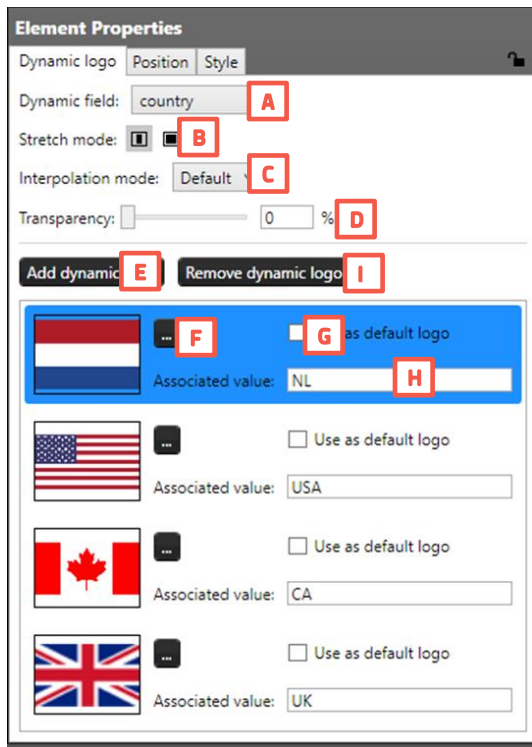 Element Properties
Dynamic logo Position Style
Dynamic field: country A
Stretch mode: B
Interpolation mode: Default C
Transparency: 0 % D
Add dynamic E Remove dynamic logo I
... F G as default logo
Associated value: NL H
... Use as default logo
Associated value: USA
... Use as default logo
Associated value: CA
... Use as default logo
Associated value: UK